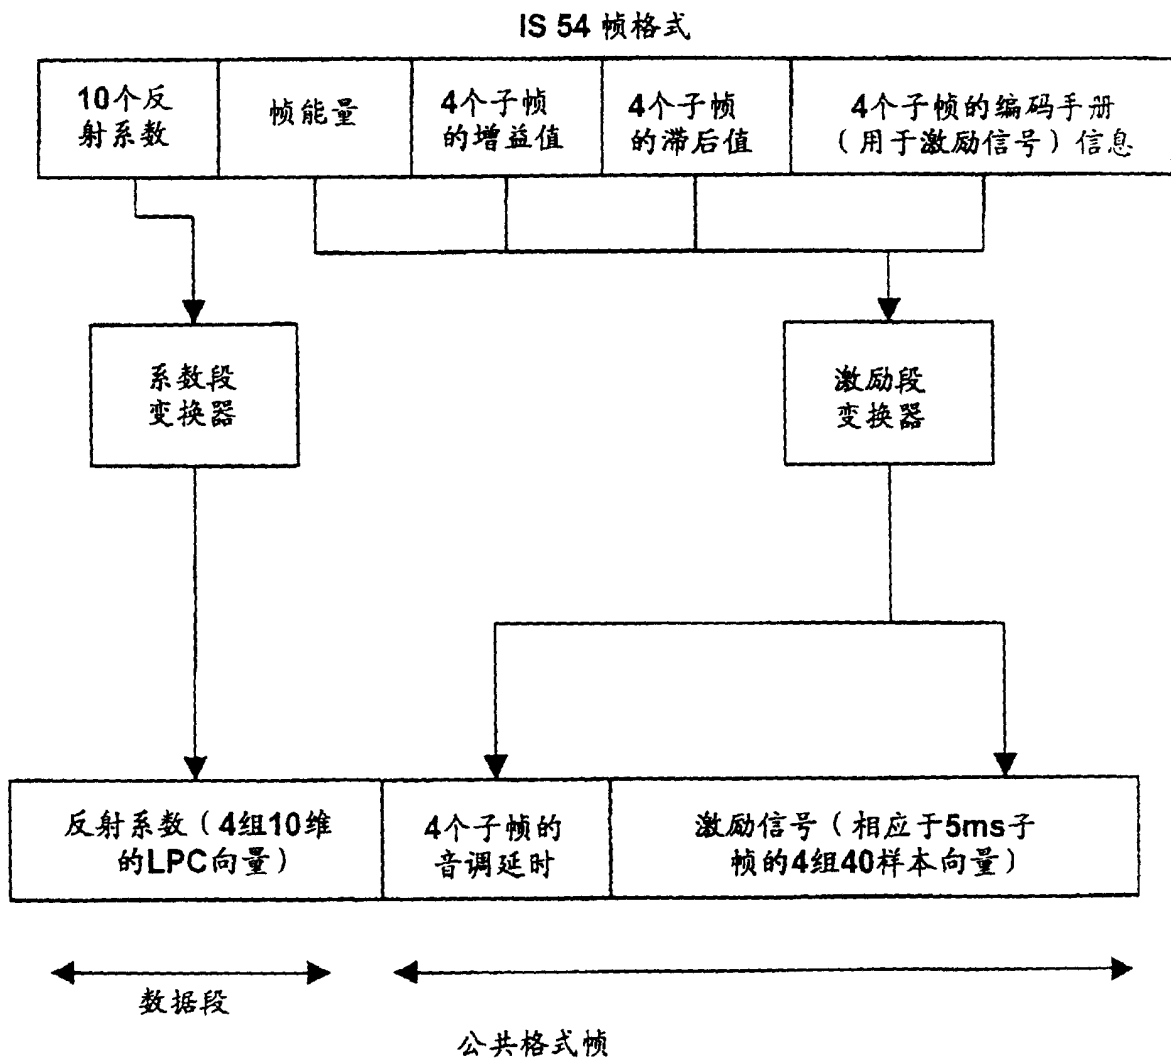 IS 54 帧格式
10个反
射系数
帧能量
4个子帧
的增益值
4个子帧
的滞后值
4个子帧的编码手册
（用于激励信号）信息
系数段
变换器
激励段
变换器
反射系数（4组10维
的LPC向量）
4个子帧的
音调延时
激励信号（相应于5ms子
帧的4组40样本向量）
数据段
公共格式帧